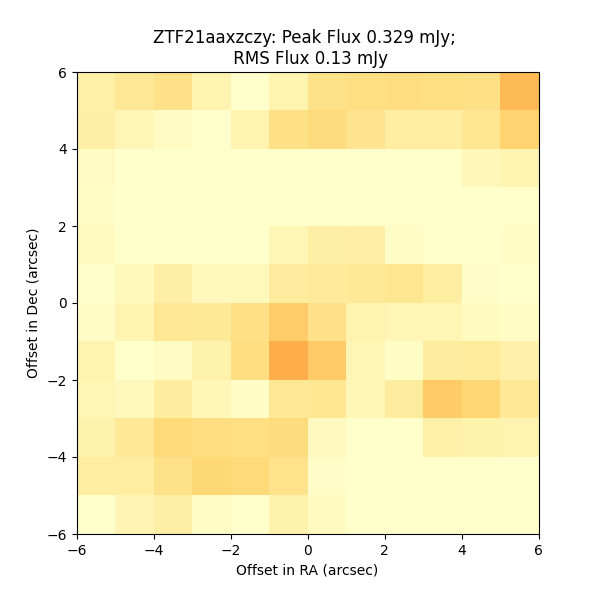 ZTF21aaxzczy: Peak Flux 0.329 mJy;
RMS Flux 0.13 mJy
6
4
2
0
−2
−4
−6
Offset in Dec (arcsec)
−6 −4 −2 0 2 4 6
Offset in RA (arcsec)